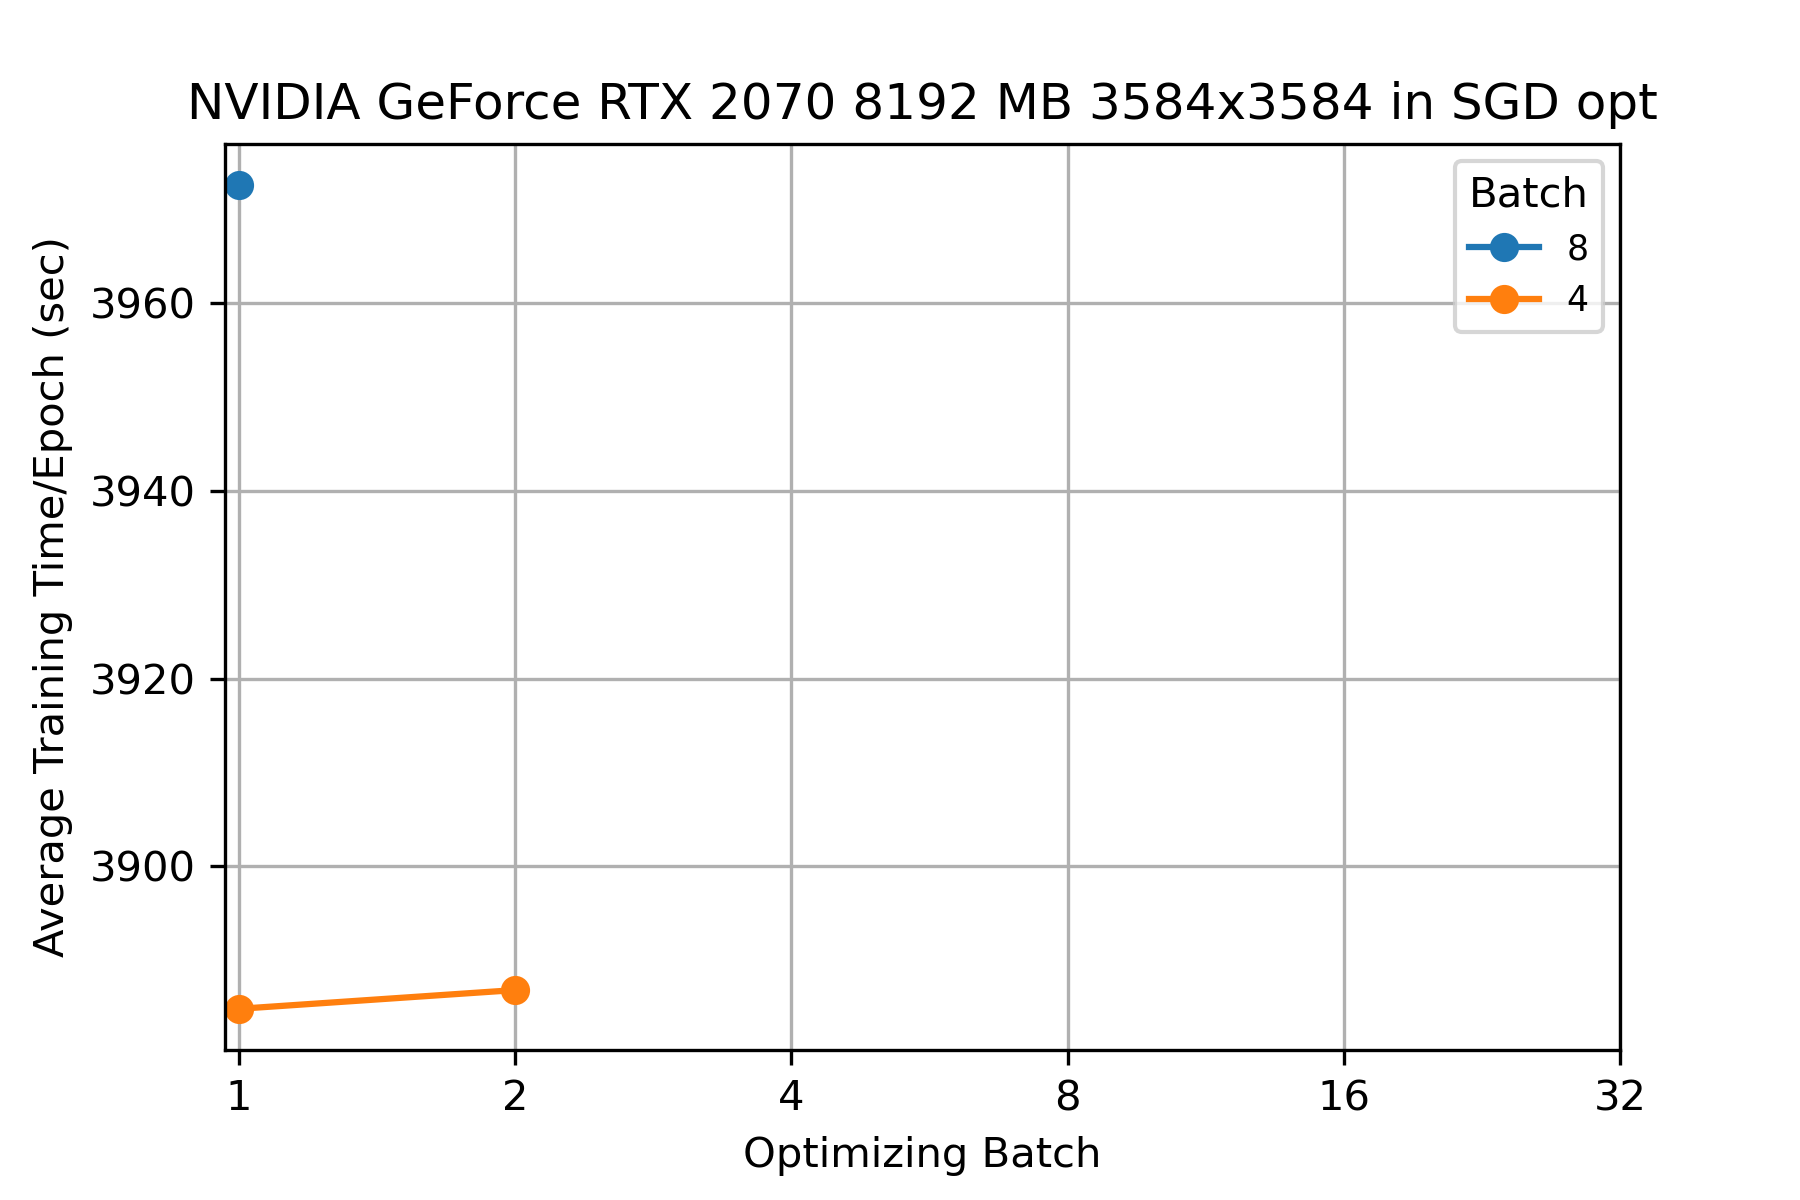 NVIDIA GeForce RTX 2070 8192 MB 3584x3584 in SGD opt
Batch
8
4
Average Training Time/Epoch (sec)
3960
3940
3920
3900
1 2 4 8 16 32
Optimizing Batch